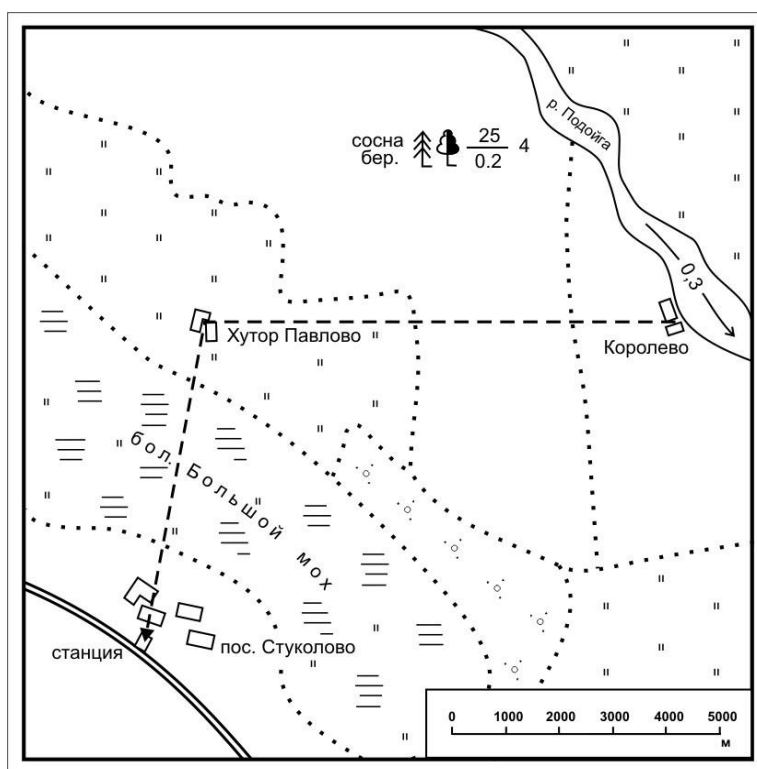 р. Подойга
сосна
бер.
25
0.2
4
0,3
Хутор Павлово
Королево
бол. Большой мох
станция
пос. Стуколово
0 1000 2000 3000 4000 5000
м